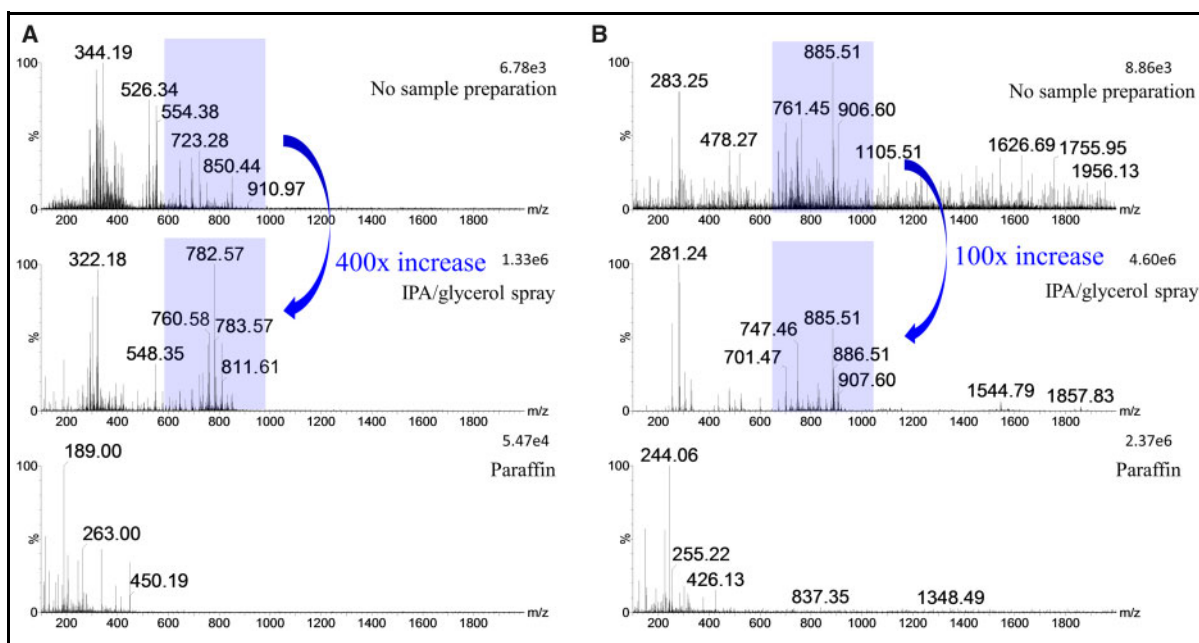 A
344.19
100
6.78e3
No sample preparation
526.34
554.38
723.28
850.44
910.97
%
0
200 400 600 800 1000 1200 1400 1600 1800 m/z
400x increase
322.18
782.57
100
1.33e6
IPA/glycerol spray
760.58
783.57
548.35
811.61
%
0
200 400 600 800 1000 1200 1400 1600 1800 m/z
189.00
100
5.47e4
Paraffin
263.00
450.19
%
0
200 400 600 800 1000 1200 1400 1600 1800 m/z
B
885.51
100
8.86e3
No sample preparation
283.25
761.45
906.60
478.27
1105.51
1626.69
1755.95
1956.13
%
0
200 400 600 800 1000 1200 1400 1600 1800 m/z
100x increase
281.24
100
4.60e6
IPA/glycerol spray
885.51
747.46
701.47
886.51
907.60
1544.79
1857.83
%
0
200 400 600 800 1000 1200 1400 1600 1800 m/z
244.06
100
2.37e6
Paraffin
255.22
426.13
837.35
1348.49
%
0
200 400 600 800 1000 1200 1400 1600 1800 m/z